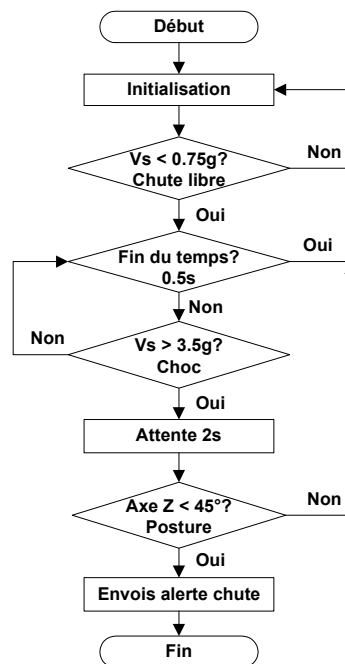 Début
Initialisation
Vs < 0.75g?
Chute libre
Non
Oui
Fin du temps?
0.5s
Oui
Non
Non
Vs > 3.5g?
Choc
Oui
Attente 2s
Axe Z < 45°?
Posture
Non
Oui
Envois alerte chute
Fin